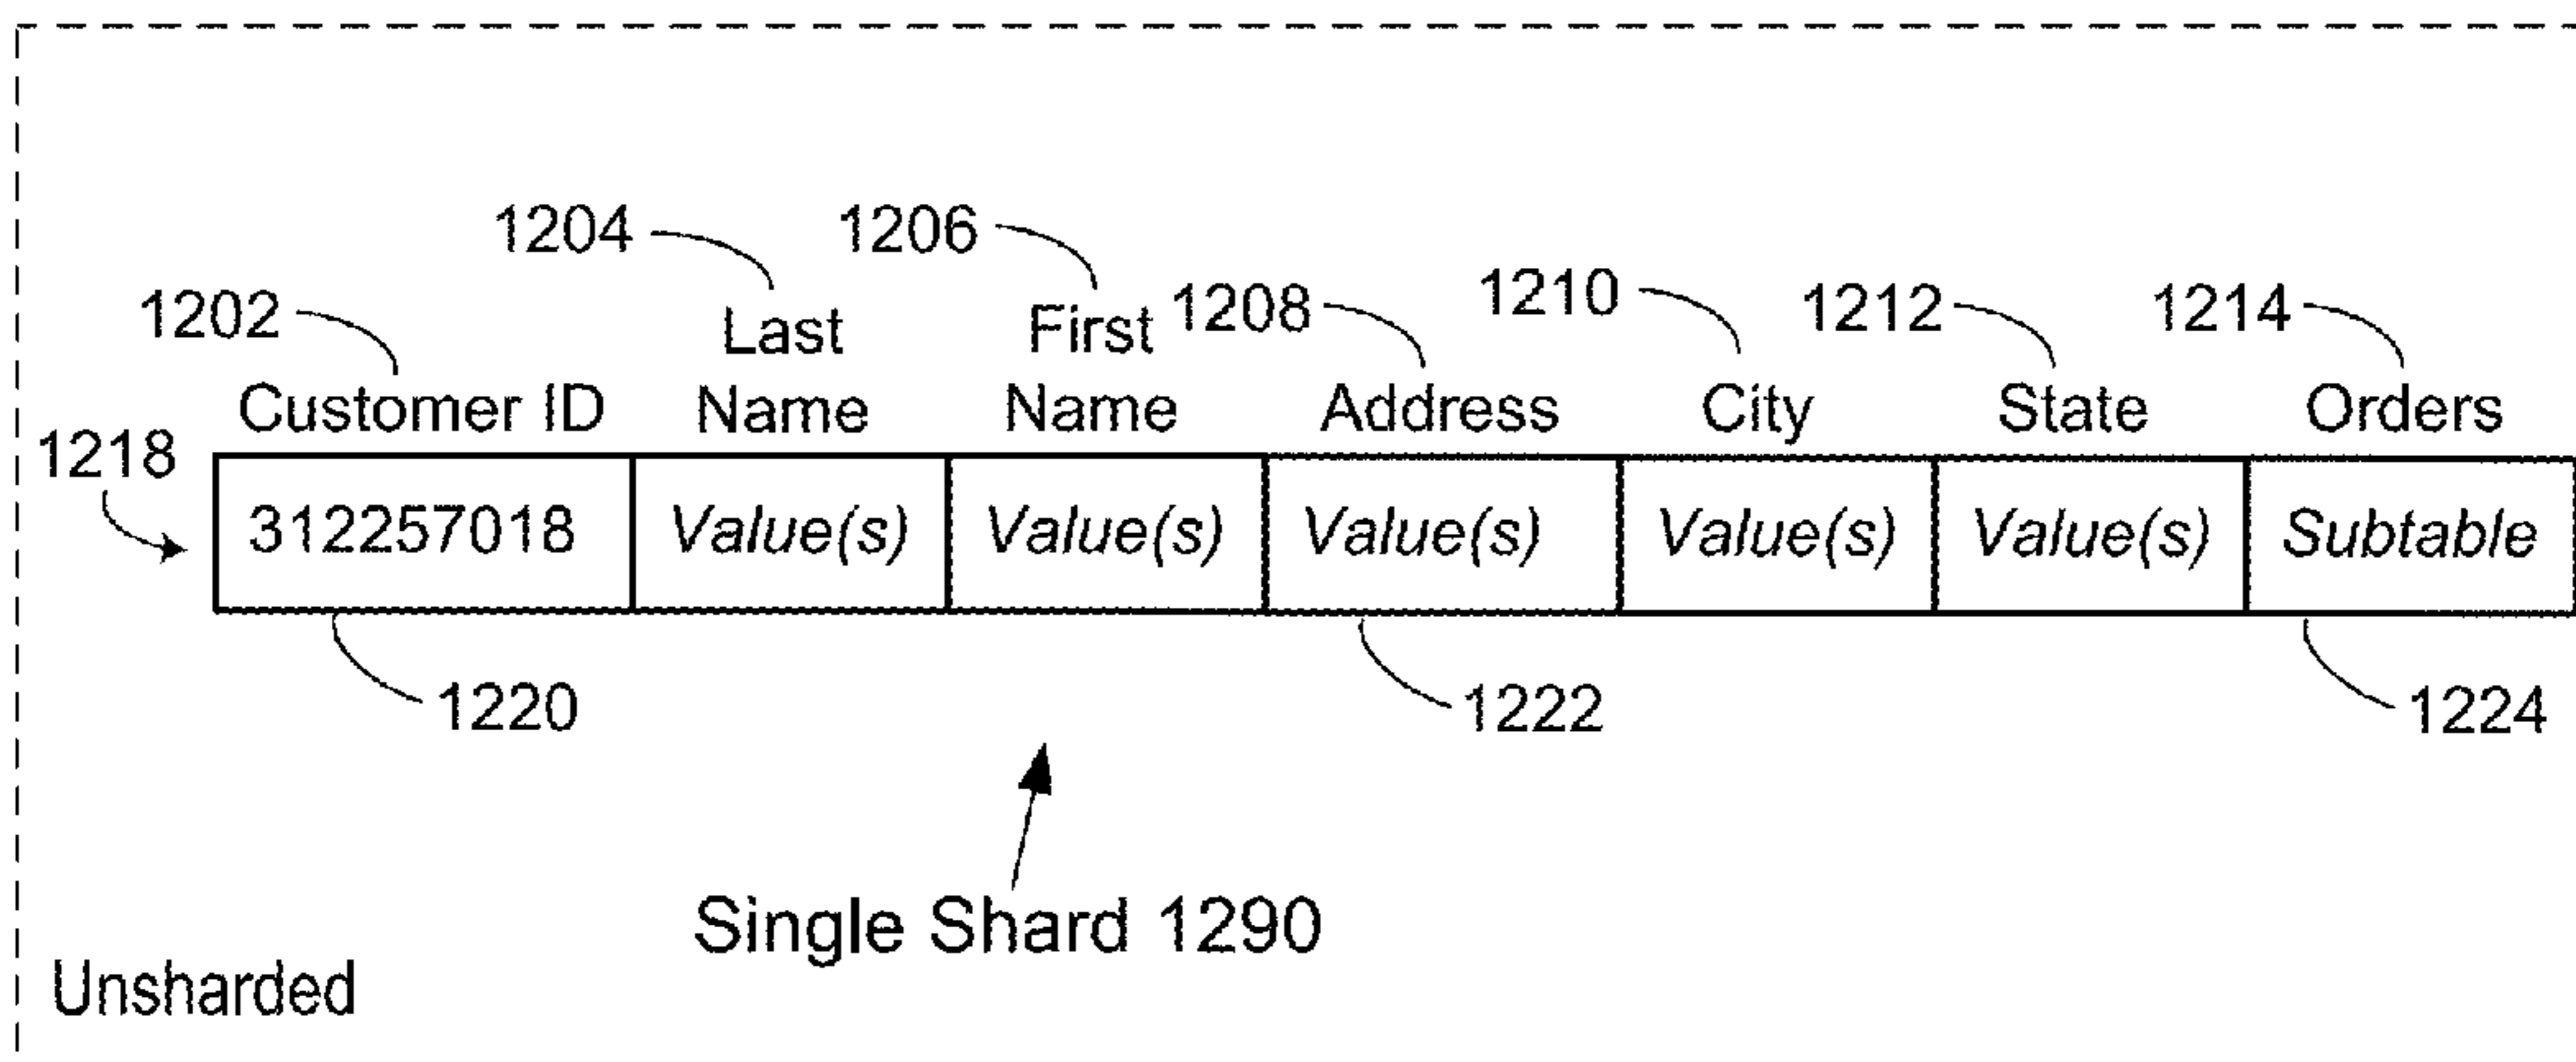 1204 1206
1202 Last First 1208 1210 1212 1214
Customer ID Name Name Address City State Orders
1218
312257018 Value(s) Value(s) Value(s) Value(s) Value(s) Subtable
1220 1222 1224
Single Shard 1290
Unsharded